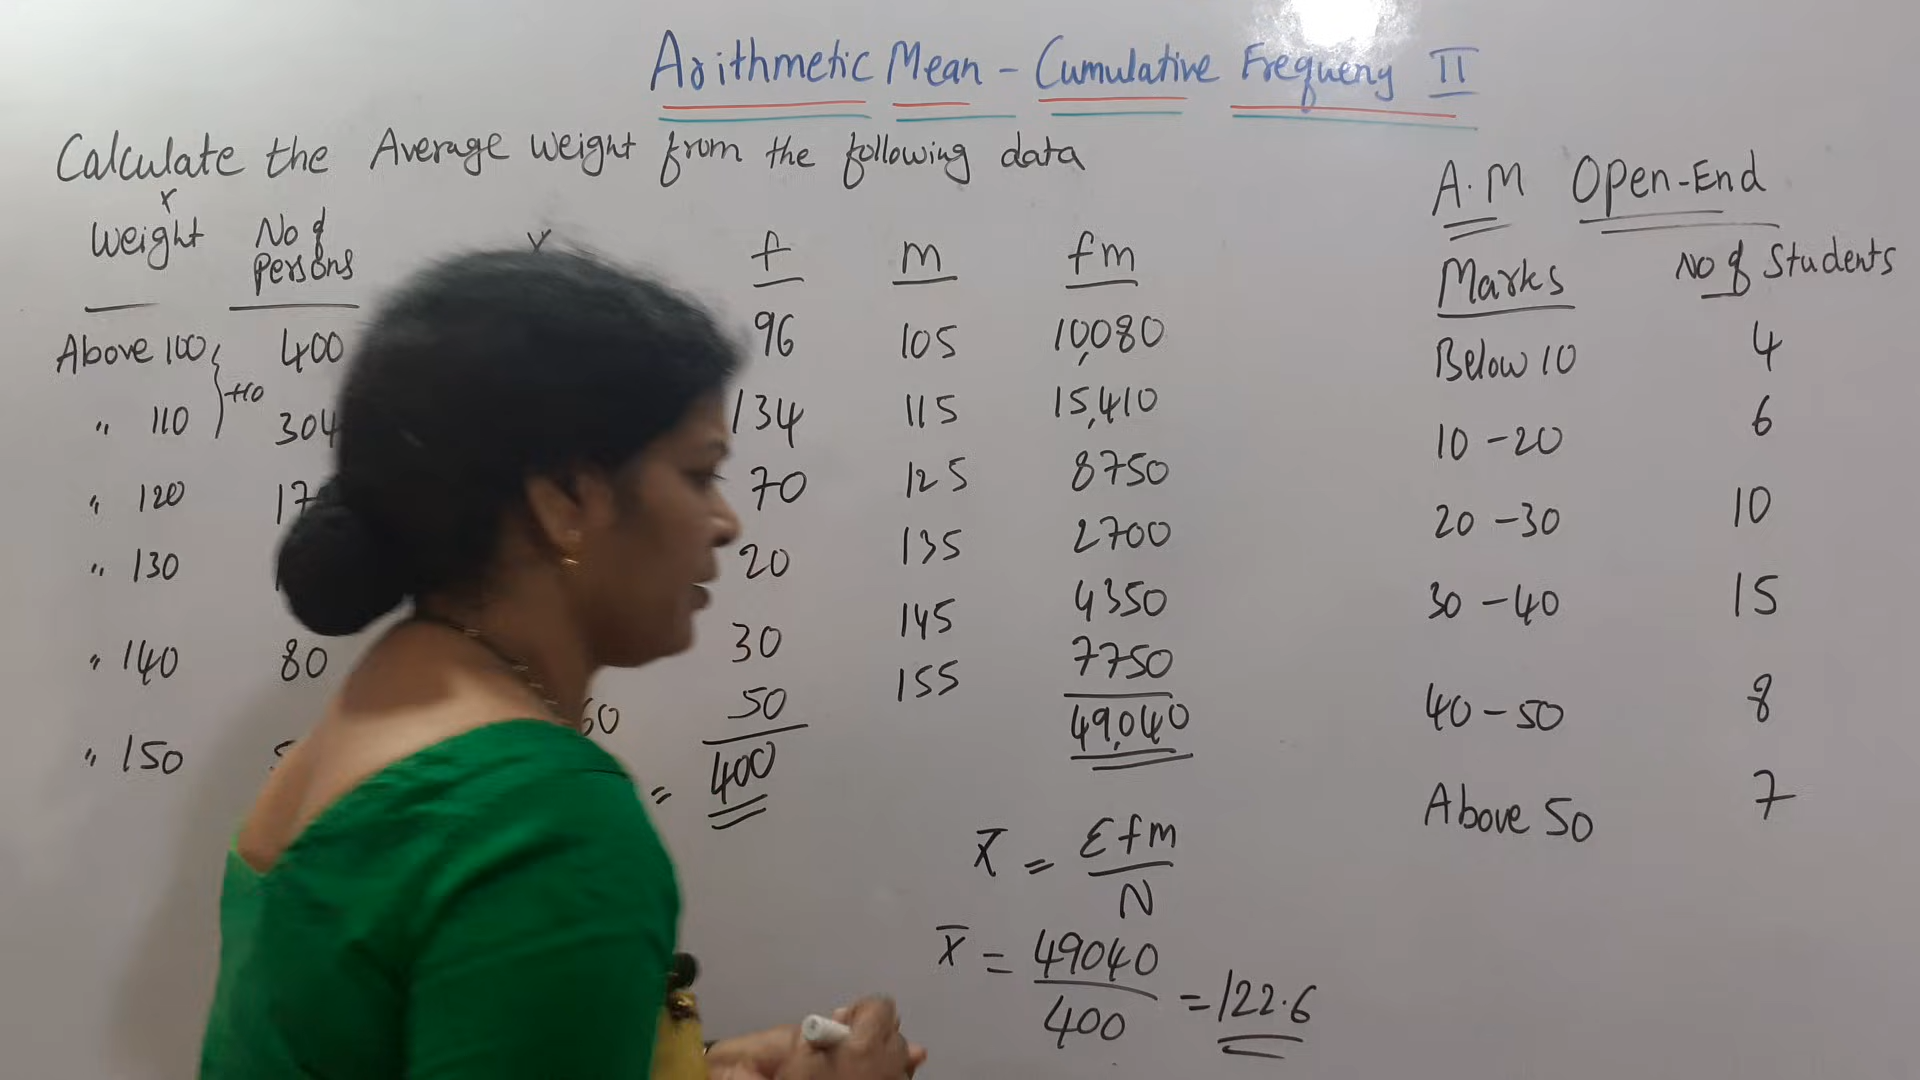 Arithmetic Mean - Cumulative Frequeny II
Calculate the Average weight from the following data
X
Weight
No of Persons
Above 100 400
" 110 304
+10
" 120
" 130
" 140 80
" 150
60
f m fm
96 105 10,080
134 115 15,410
70 125 8750
20 135 2700
30 145 4350
50 155 7750
= 400 49,040
X̅ = Σfm / N
X̅ = 49040 / 400 = 122.6
A.M Open-End
Marks No of Students
Below 10 4
10 - 20 6
20 - 30 10
30 - 40 15
40 - 50 8
Above 50 7